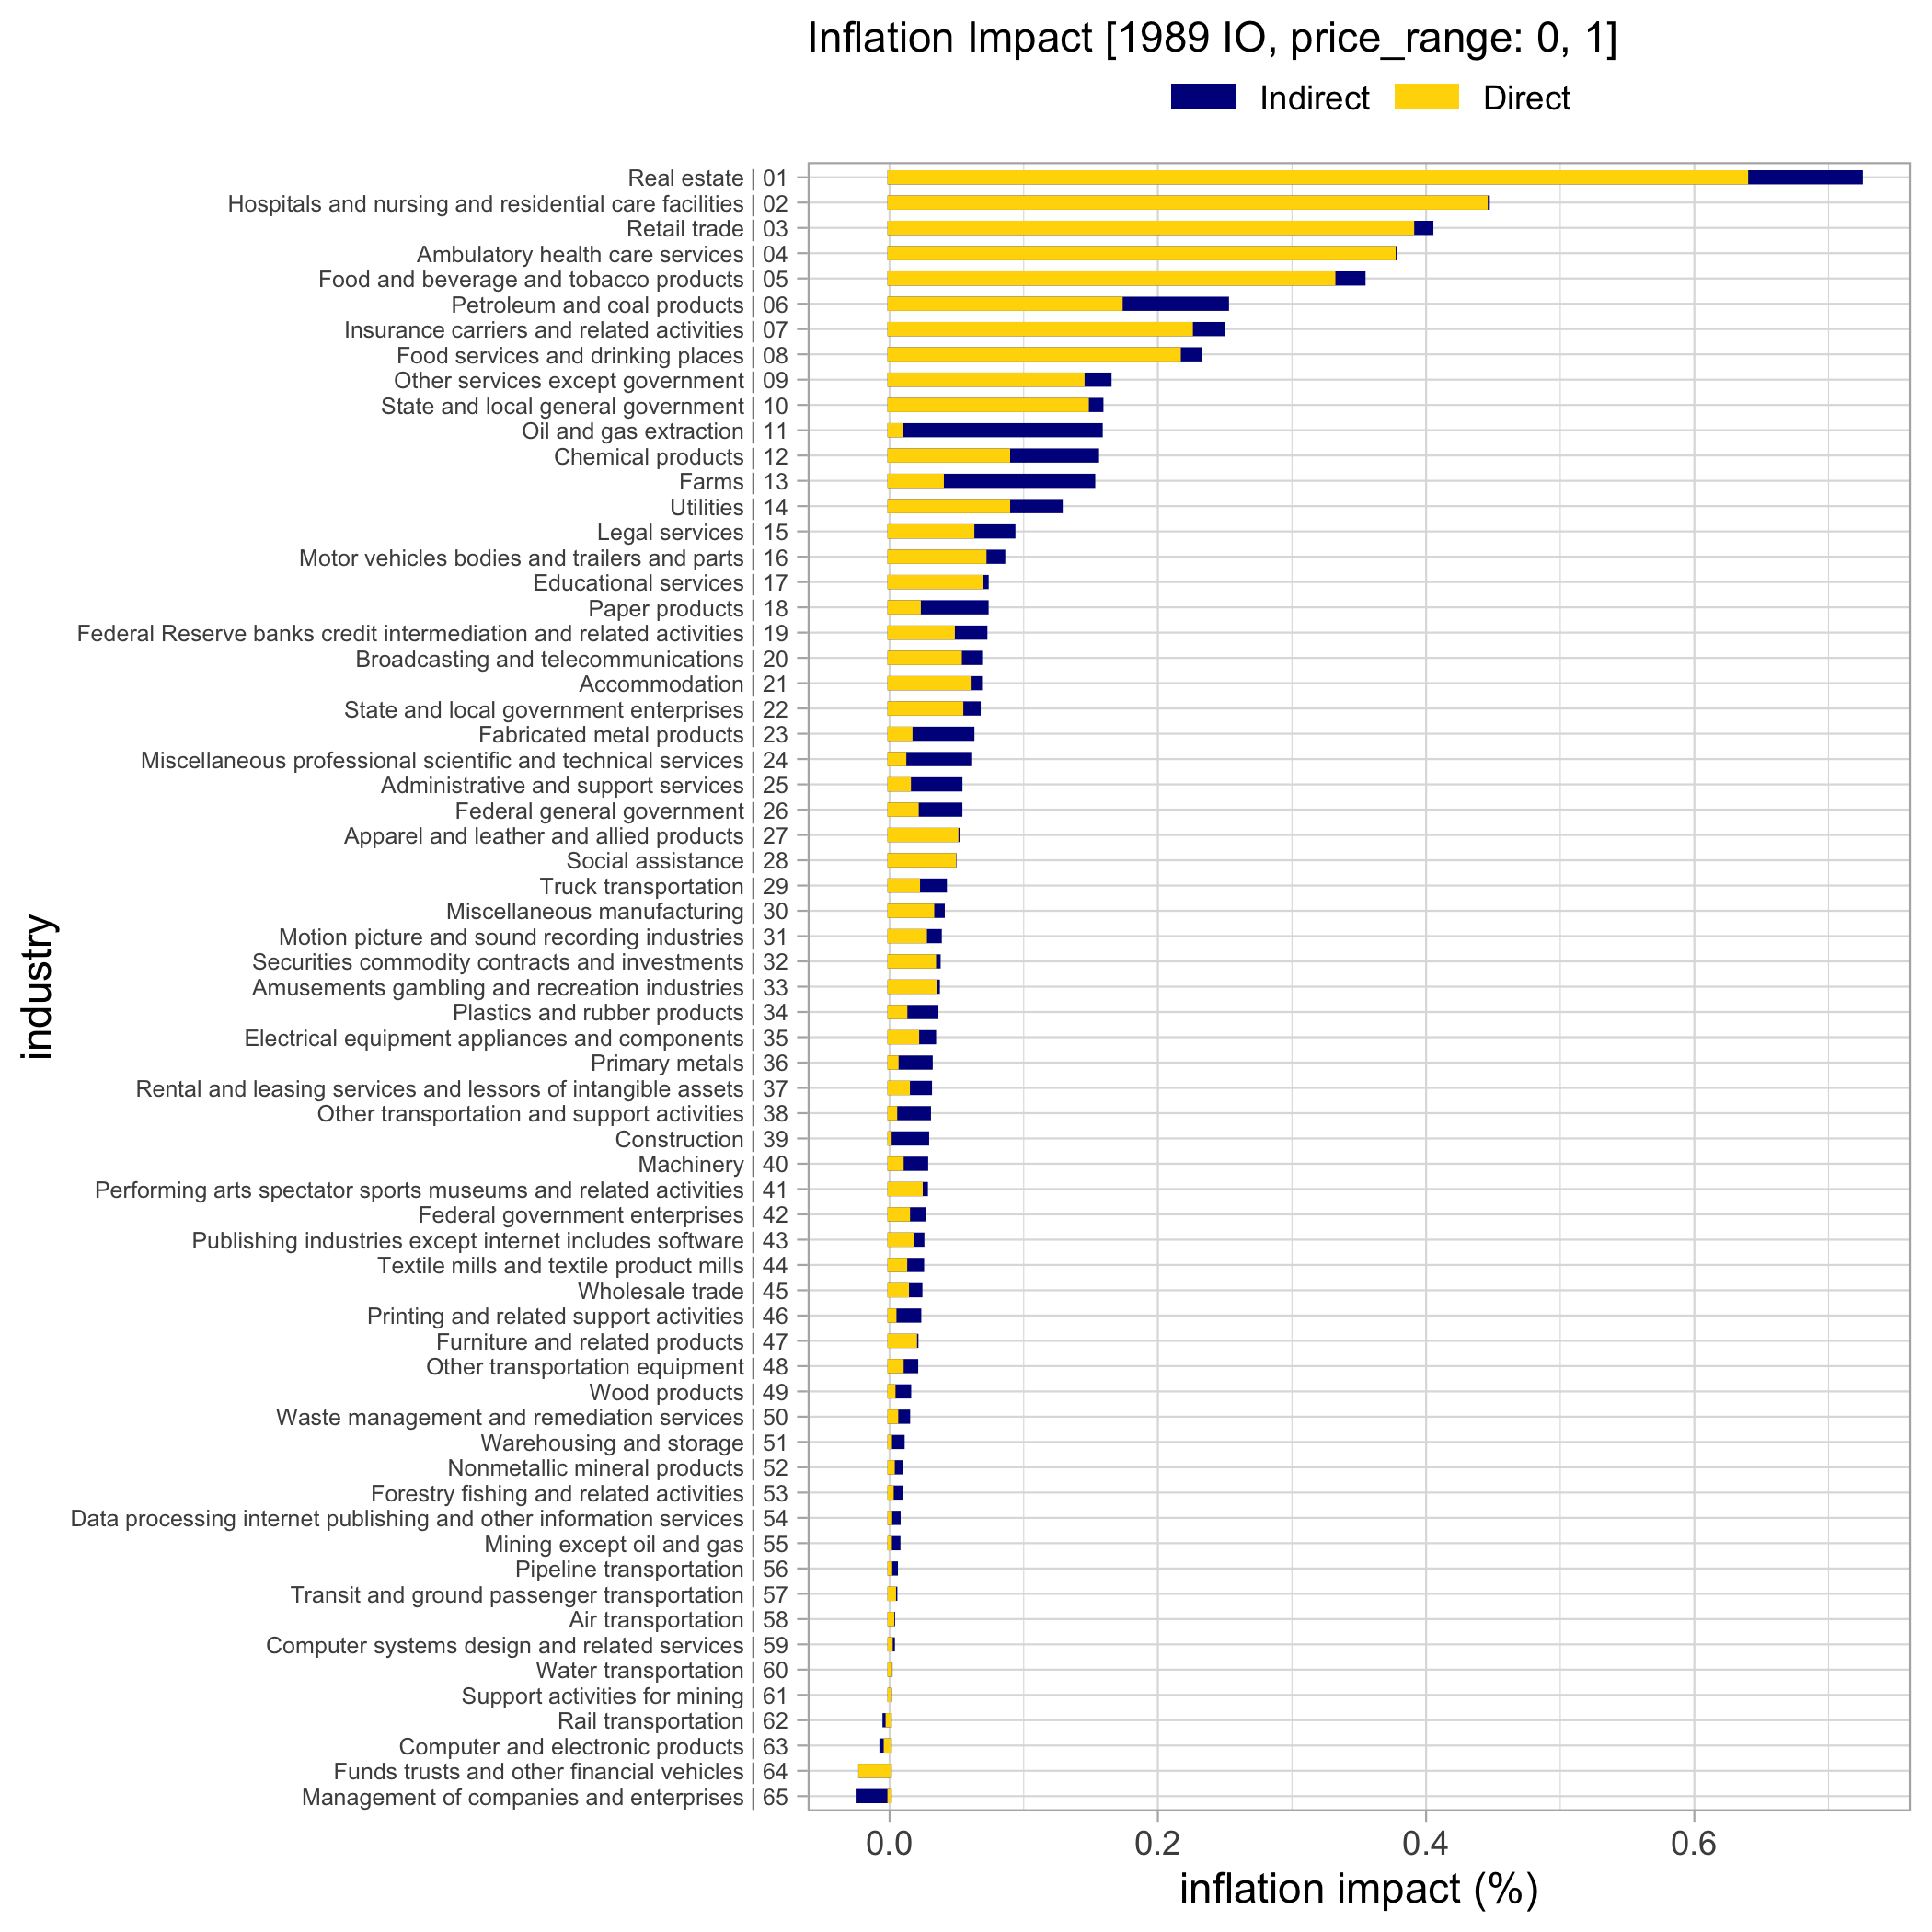 Inflation Impact [1989 IO, price_range: 0, 1]
Indirect
Direct
Real estate | 01
Hospitals and nursing and residential care facilities | 02
Retail trade | 03
Ambulatory health care services | 04
Food and beverage and tobacco products | 05
Petroleum and coal products | 06
Insurance carriers and related activities | 07
Food services and drinking places | 08
Other services except government | 09
State and local general government | 10
Oil and gas extraction | 11
Chemical products | 12
Farms | 13
Utilities | 14
Legal services | 15
Motor vehicles bodies and trailers and parts | 16
Educational services | 17
Paper products | 18
Federal Reserve banks credit intermediation and related activities | 19
Broadcasting and telecommunications | 20
Accommodation | 21
State and local government enterprises | 22
Fabricated metal products | 23
Miscellaneous professional scientific and technical services | 24
Administrative and support services | 25
Federal general government | 26
Apparel and leather and allied products | 27
Social assistance | 28
Truck transportation | 29
Miscellaneous manufacturing | 30
Motion picture and sound recording industries | 31
Securities commodity contracts and investments | 32
Amusements gambling and recreation industries | 33
Plastics and rubber products | 34
Electrical equipment appliances and components | 35
Primary metals | 36
Rental and leasing services and lessors of intangible assets | 37
Other transportation and support activities | 38
Construction | 39
Machinery | 40
Performing arts spectator sports museums and related activities | 41
Federal government enterprises | 42
Publishing industries except internet includes software | 43
Textile mills and textile product mills | 44
Wholesale trade | 45
Printing and related support activities | 46
Furniture and related products | 47
Other transportation equipment | 48
Wood products | 49
Waste management and remediation services | 50
Warehousing and storage | 51
Nonmetallic mineral products | 52
Forestry fishing and related activities | 53
Data processing internet publishing and other information services | 54
Mining except oil and gas | 55
Pipeline transportation | 56
Transit and ground passenger transportation | 57
Air transportation | 58
Computer systems design and related services | 59
Water transportation | 60
Support activities for mining | 61
Rail transportation | 62
Computer and electronic products | 63
Funds trusts and other financial vehicles | 64
Management of companies and enterprises | 65
industry
0.0 0.2 0.4 0.6
inflation impact (%)